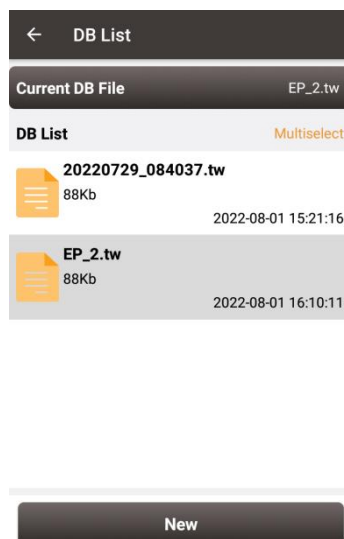 DB List
Current DB File EP_2.tw
DB List Multiselect
20220729_084037.tw
88Kb
2022-08-01 15:21:16
EP_2.tw
88Kb
2022-08-01 16:10:11
New